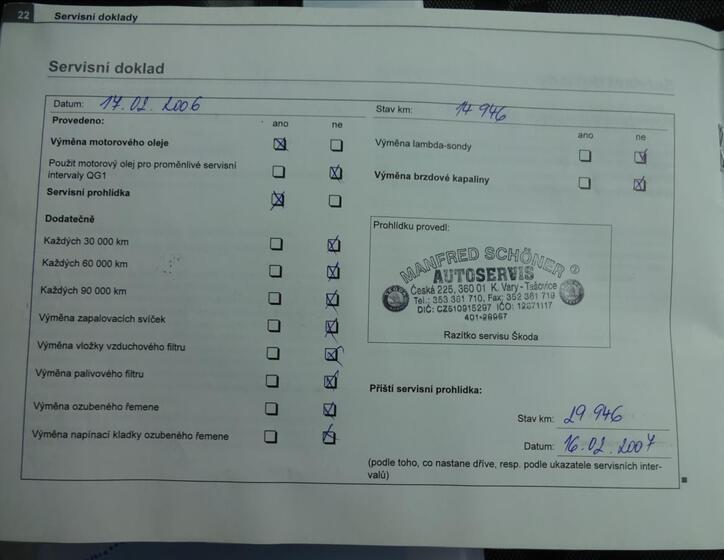 22 Servisní doklady
Servisní doklad
Datum: 17.02.2006
Provedeno: ano ne
Výměna motorového oleje
Použit motorový olej pro proměnlivé servisní
intervaly QG1
Servisní prohlídka
Dodatečně
Každých 30 000 km
Každých 60 000 km
Každých 90 000 km
Výměna zapalovacích svíček
Výměna vložky vzduchového filtru
Výměna palivového filtru
Výměna ozubeného řemene
Výměna napínací kladky ozubeného řemene
Stav km: 14 946
ano ne
Výměna lambda-sondy
Výměna brzdové kapaliny
Prohlídku provedl:
MANFRED SCHÖNER
AUTOSERVIS
Česká 225, 360 01 K. Vary - Tašovice
Tel.: 353 361 710, Fax: 352 361 719
DIČ: CZ510915297 IČO: 12871117
401-28967
Razítko servisu Škoda
Příští servisní prohlídka:
Stav km: 29 946
Datum: 16.02.2007
(podle toho, co nastane dříve, resp. podle ukazatele servisních inter-
valů)